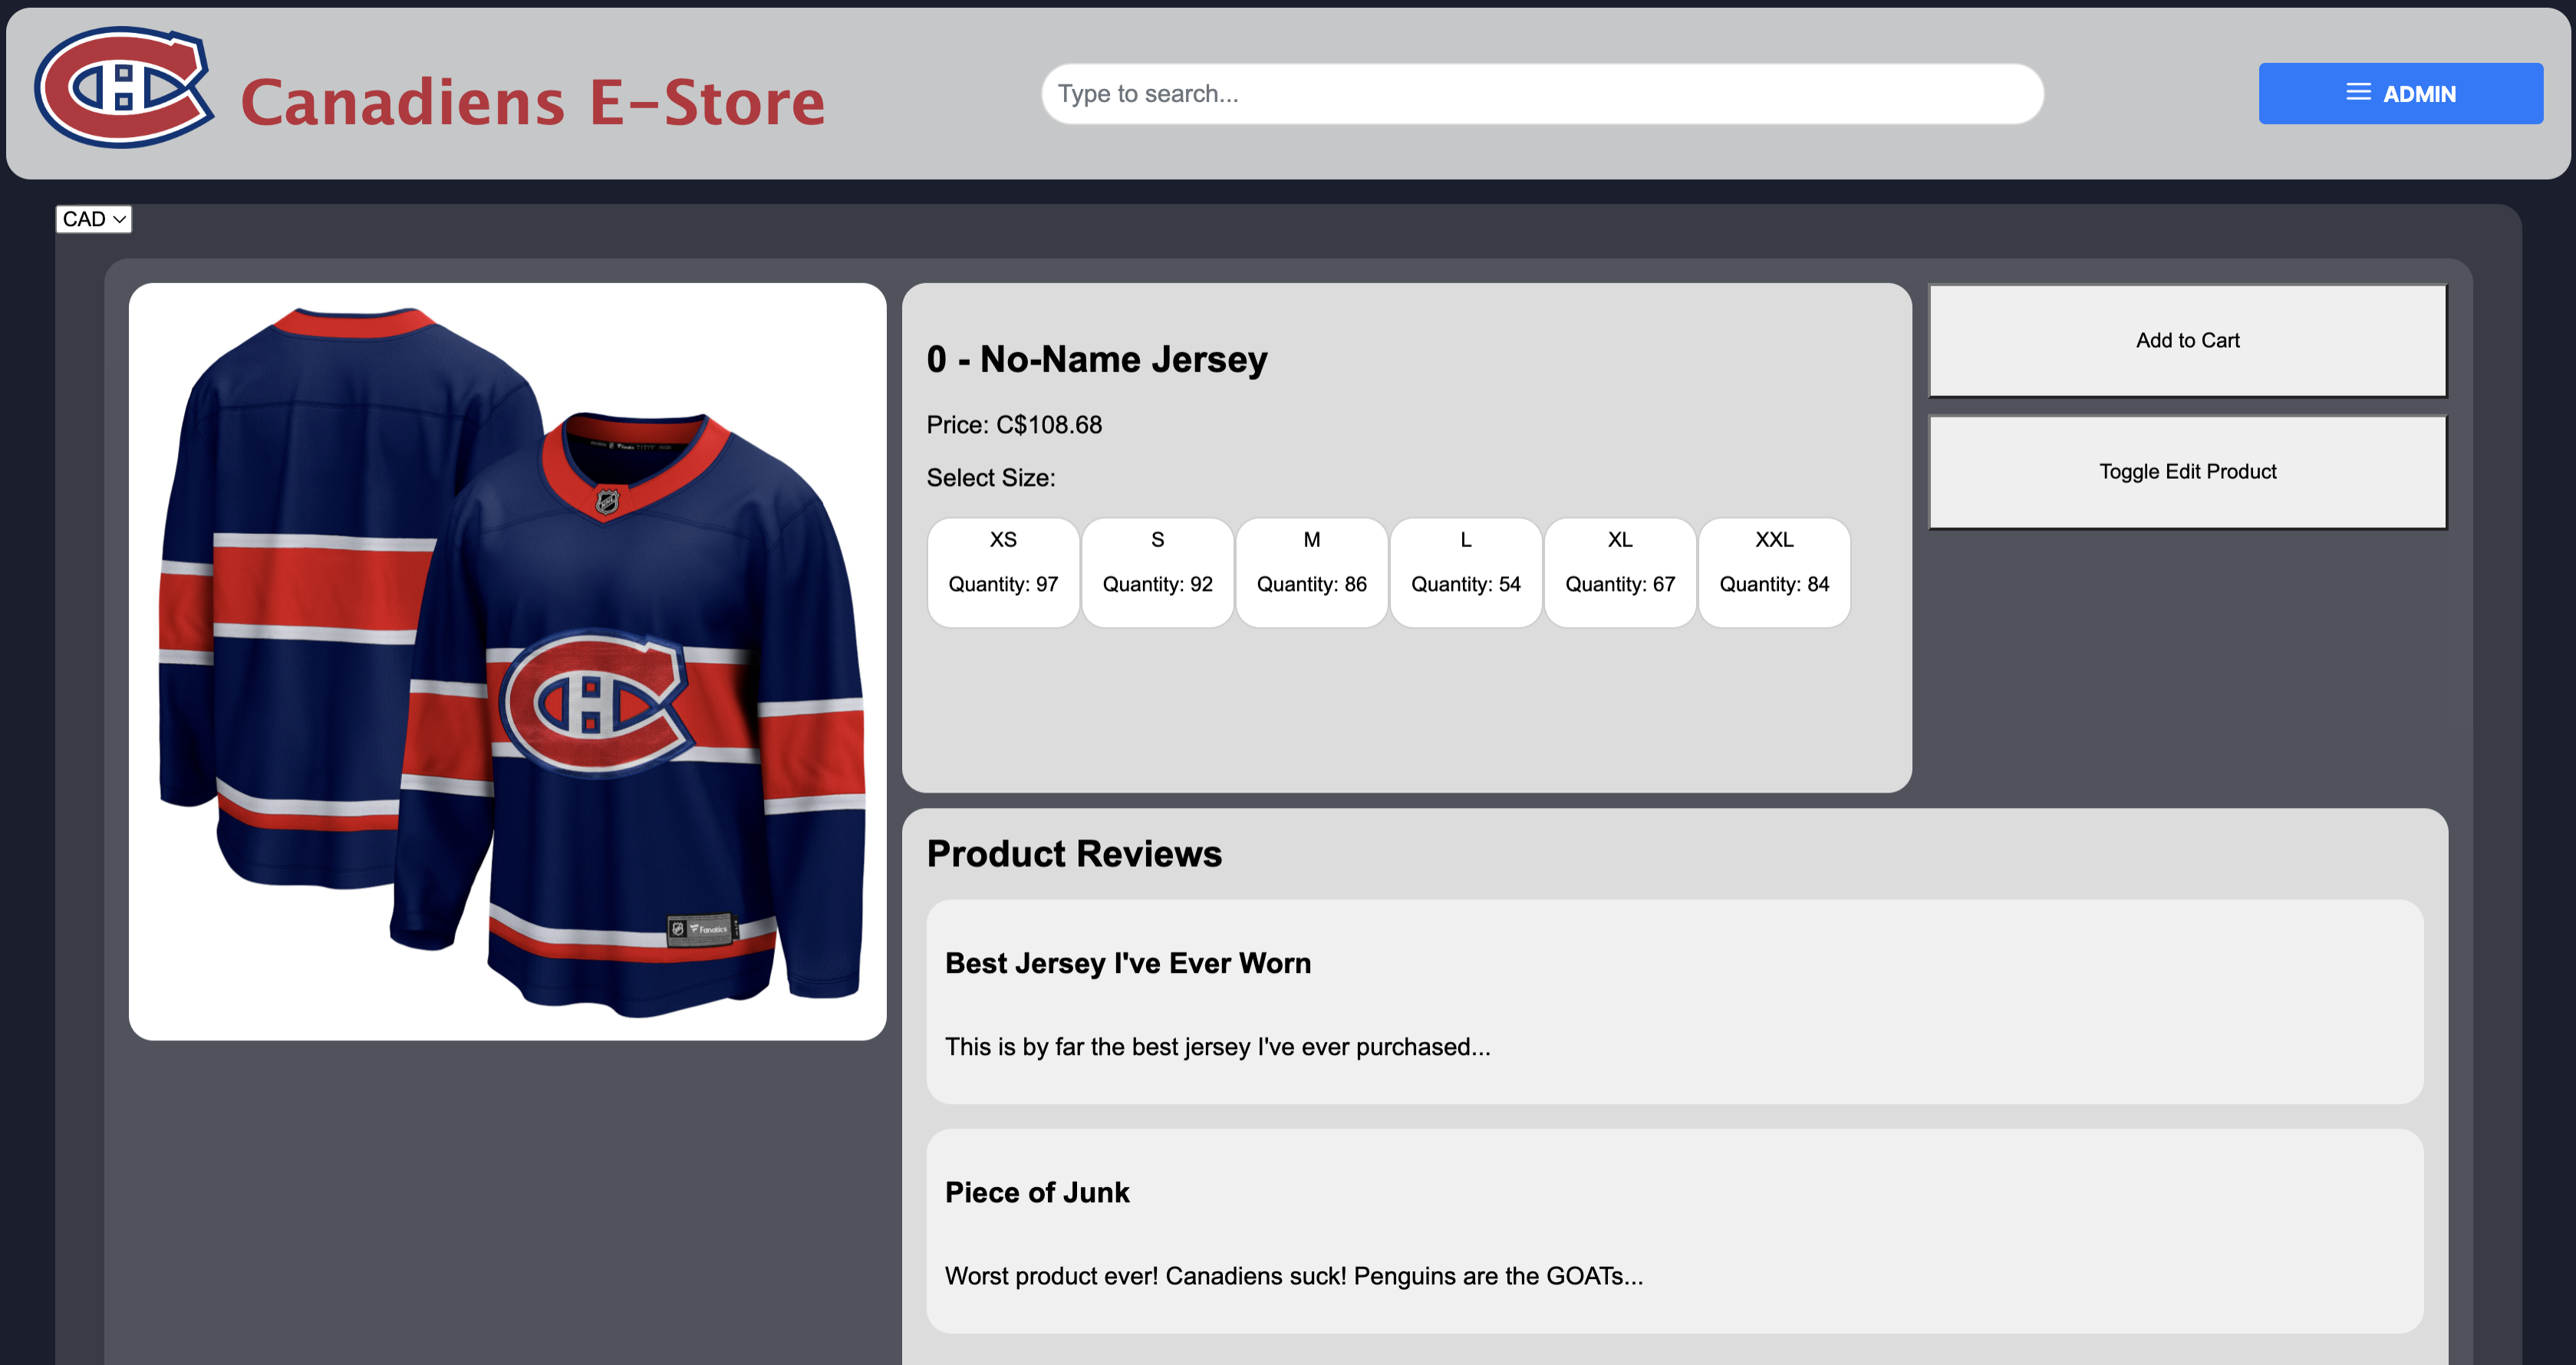 Canadiens E-Store
Type to search...
ADMIN
CAD
0 - No-Name Jersey
Price: C$108.68
Select Size:
XS
Quantity: 97
S
Quantity: 92
M
Quantity: 86
L
Quantity: 54
XL
Quantity: 67
XXL
Quantity: 84
Add to Cart
Toggle Edit Product
Fanatics
Product Reviews
Best Jersey I've Ever Worn
This is by far the best jersey I've ever purchased...
Piece of Junk
Worst product ever! Canadiens suck! Penguins are the GOATs...